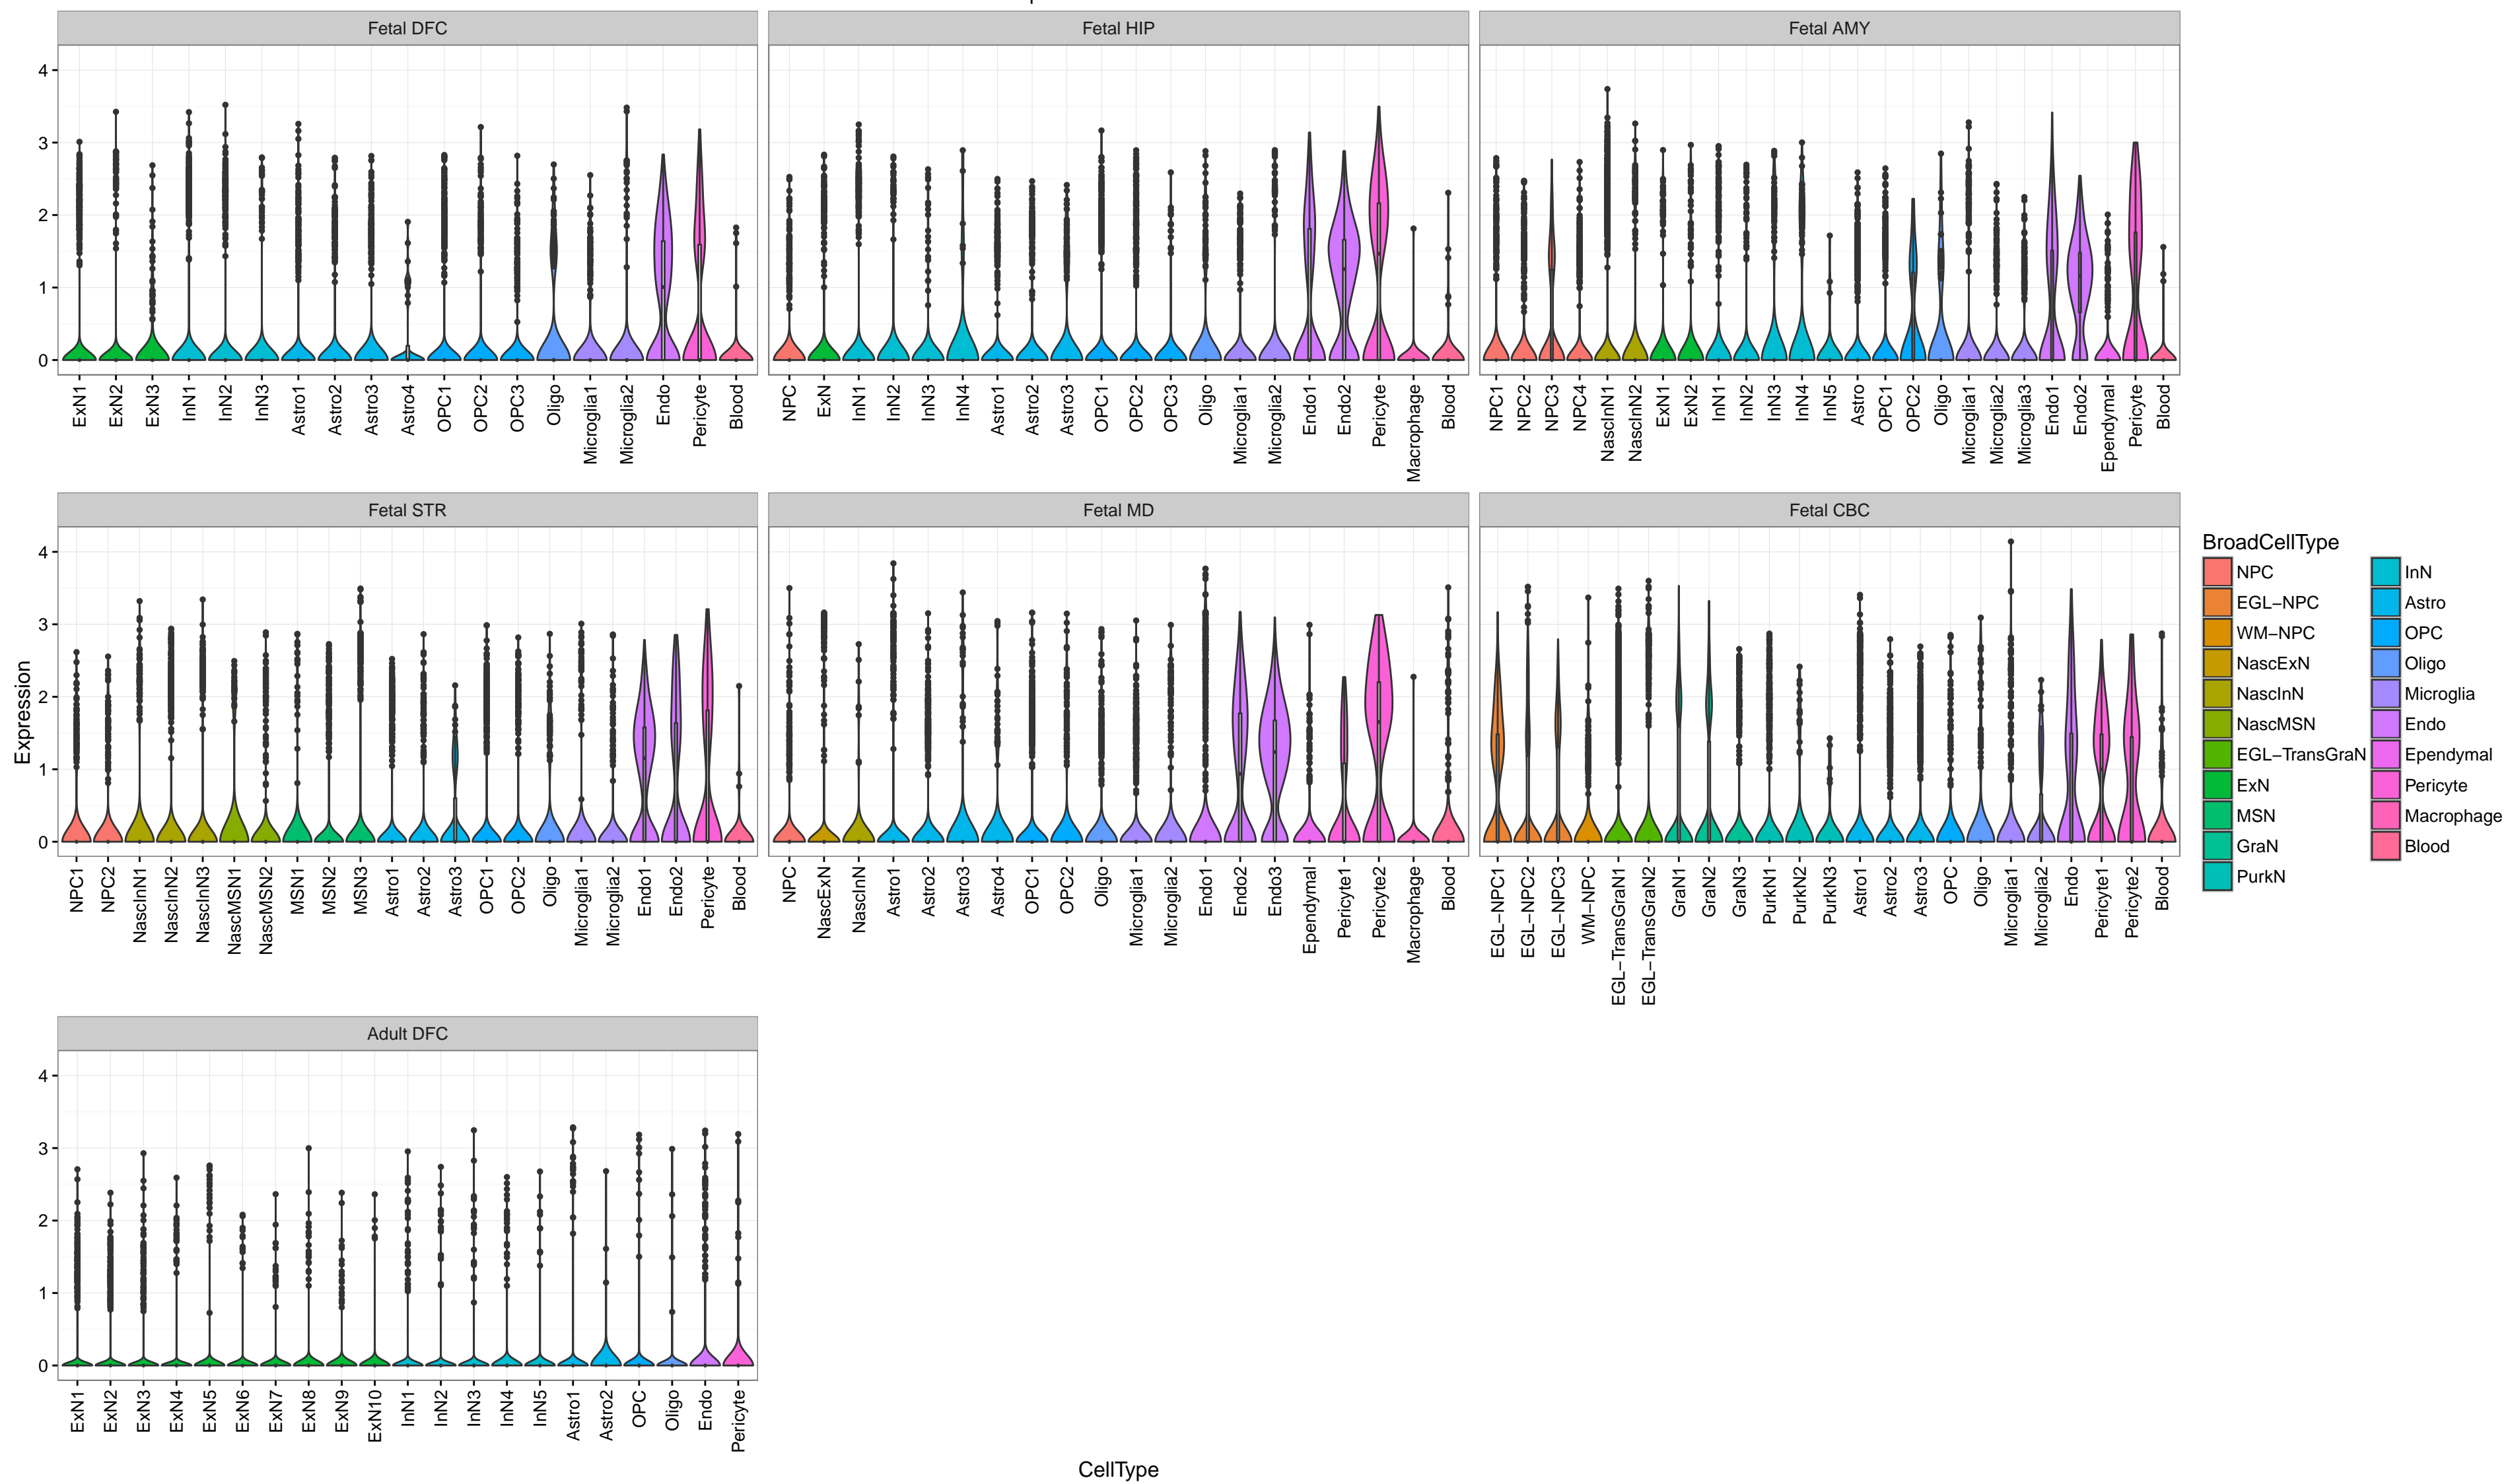 Fetal DFC Fetal HIP Fetal AMY
4
3
2
1
0
ExN1 ExN2 ExN3 InN1 InN2 InN3 Astro1 Astro2 Astro3 Astro4 OPC1 OPC2 OPC3 Oligo Microglia1 Microglia2 Endo Pericyte Blood
NPC ExN InN1 InN2 InN3 InN4 Astro1 Astro2 Astro3 OPC1 OPC2 OPC3 Oligo Microglia1 Microglia2 Endo1 Endo2 Pericyte Macrophage Blood
NPC1 NPC2 NPC3 NPC4 NascInN1 NascInN2 ExN1 ExN2 InN1 InN2 InN3 InN4 InN5 Astro OPC1 OPC2 Oligo Microglia1 Microglia2 Microglia3 Endo1 Endo2 Ependymal Pericyte Blood
Fetal STR Fetal MD Fetal CBC
Expression
4
3
2
1
0
NPC1 NPC2 NascInN1 NascInN2 NascInN3 NascMSN1 NascMSN2 MSN1 MSN2 MSN3 Astro1 Astro2 Astro3 OPC1 OPC2 Oligo Microglia1 Microglia2 Endo1 Endo2 Pericyte Blood
NPC NascExN NascInN Astro1 Astro2 Astro3 Astro4 OPC1 OPC2 Oligo Microglia1 Microglia2 Endo1 Endo2 Endo3 Ependymal Pericyte1 Pericyte2 Macrophage Blood
EGL−NPC1 EGL−NPC2 EGL−NPC3 WM−NPC EGL−TransGraN1 EGL−TransGraN2 GraN1 GraN2 GraN3 PurkN1 PurkN2 PurkN3 Astro1 Astro2 Astro3 OPC Oligo Microglia1 Microglia2 Endo Pericyte1 Pericyte2 Blood
BroadCellType
NPC InN
EGL−NPC Astro
WM−NPC OPC
NascExN Oligo
NascInN Microglia
NascMSN Endo
EGL−TransGraN Ependymal
ExN Pericyte
MSN Macrophage
GraN Blood
PurkN
Adult DFC
4
3
2
1
0
ExN1 ExN2 ExN3 ExN4 ExN5 ExN6 ExN7 ExN8 ExN9 ExN10 InN1 InN2 InN3 InN4 InN5 Astro1 Astro2 OPC Oligo Endo Pericyte
CellType